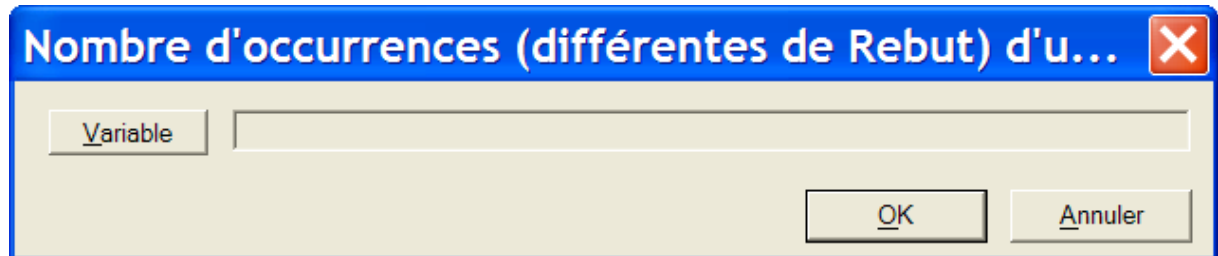 Nombre d'occurrences (différentes de Rebut) d'u...
Variable
OK Annuler